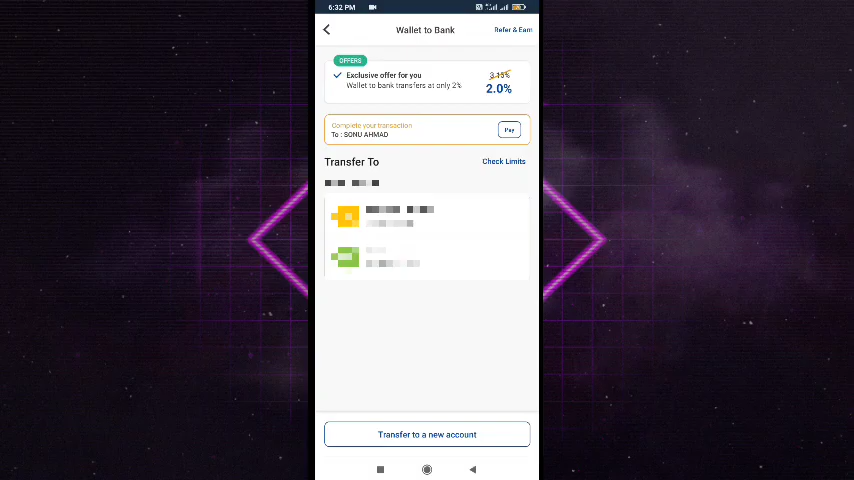 6:32 PM
Wallet to Bank
Refer & Earn
OFFERS
Exclusive offer for you
3.15%
Wallet to bank transfers at only 2%
2.0%
Complete your transaction
To : SONU AHMAD
Pay
Transfer To
Check Limits
Transfer to a new account